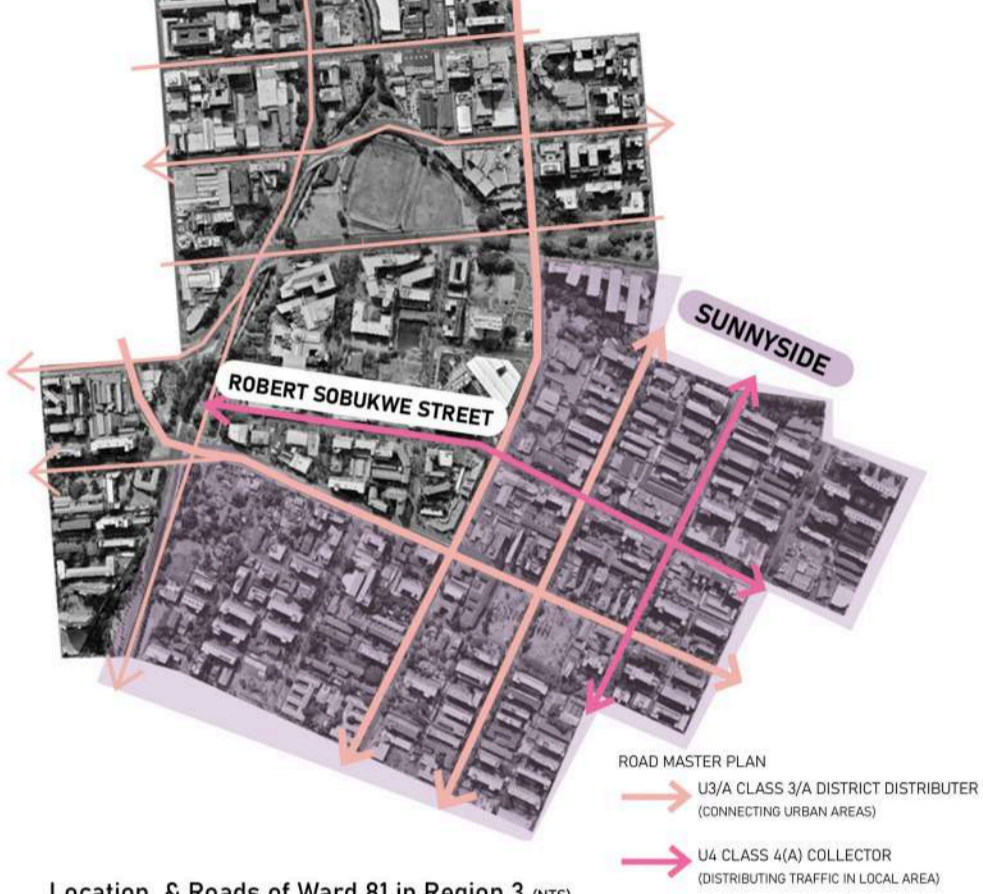 SUNNYSIDE
ROBERT SOBUKWE STREET
ROAD MASTER PLAN
U3/A CLASS 3/A DISTRICT DISTRIBUTER
(CONNECTING URBAN AREAS)
U4 CLASS 4(A) COLLECTOR
(DISTRIBUTING TRAFFIC IN LOCAL AREA)
Location & Roads of Ward 81 in Region 3 (NTS)